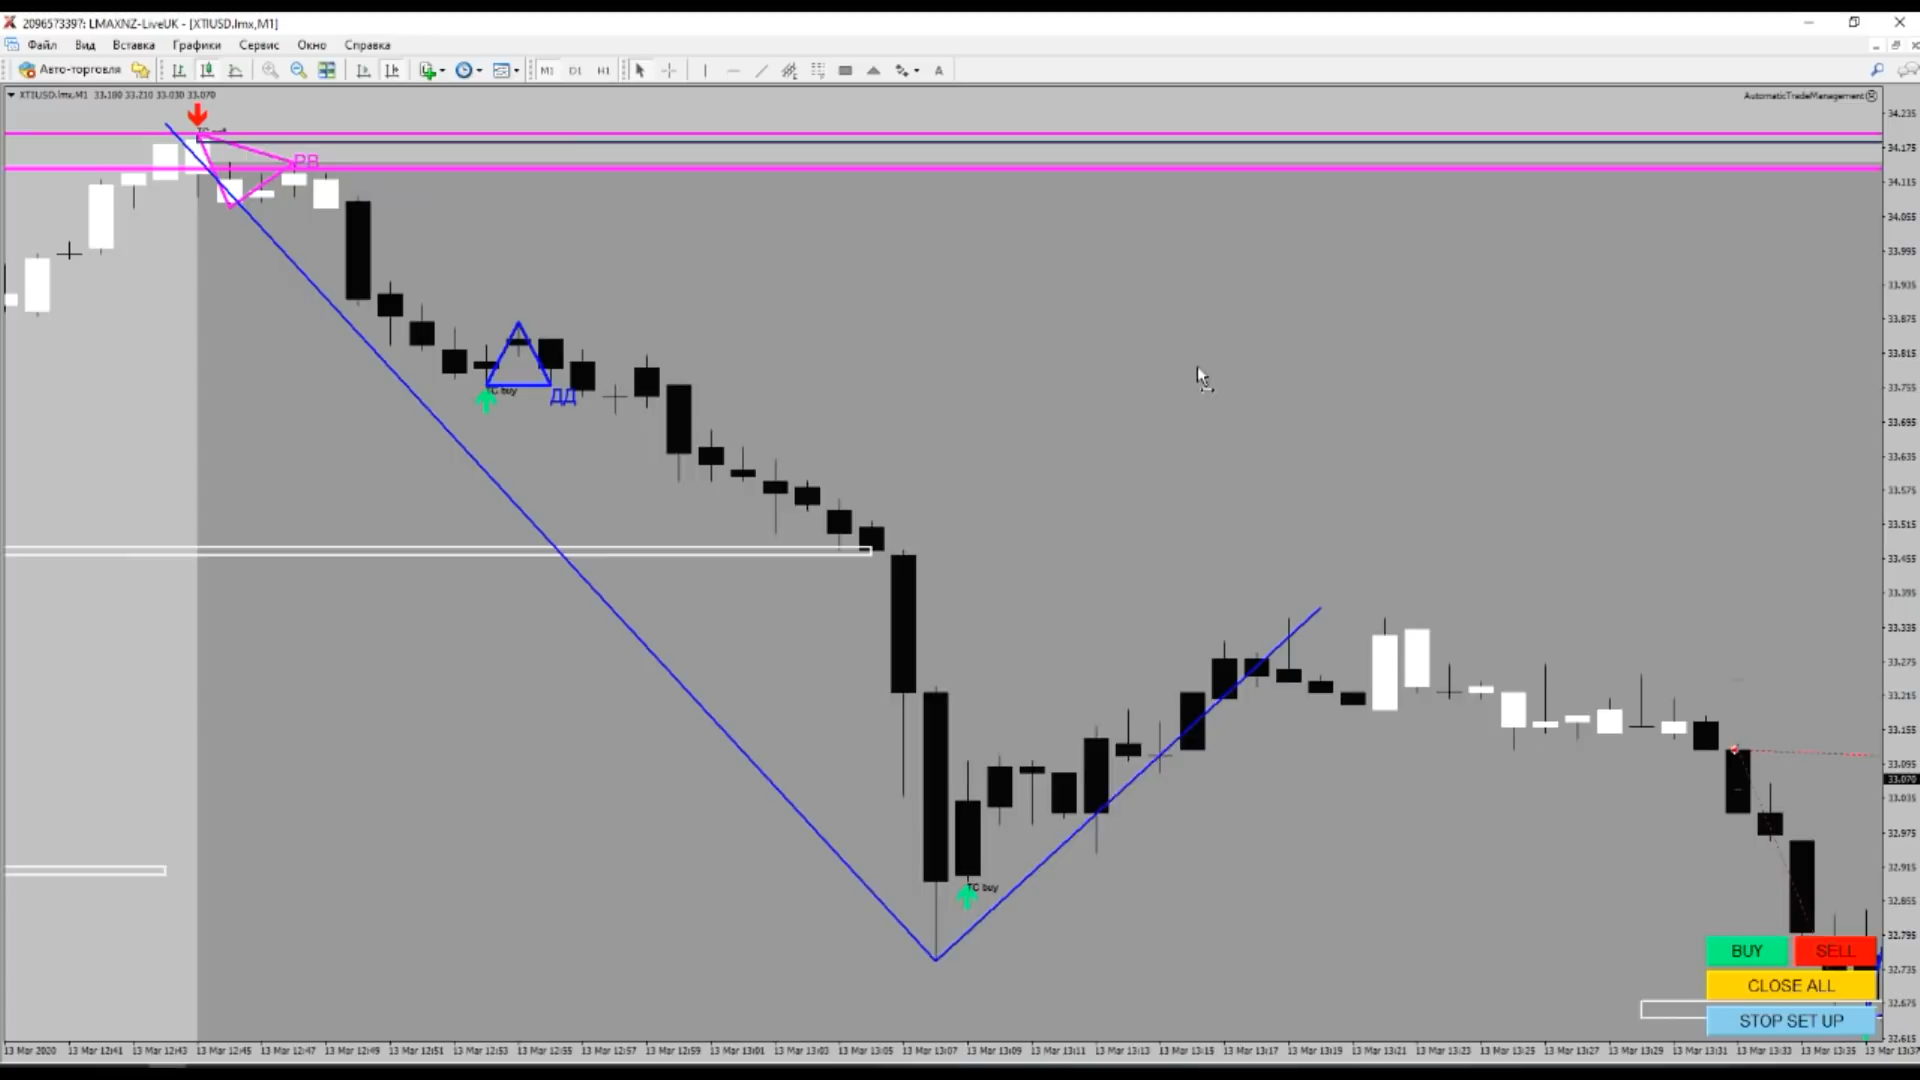 2096573397: LMAXNZ-LiveUK - [XTIUSD.lmx,M1]
Файл Вид Вставка Графики Сервис Окно Справка
Авто-торговля M1 D1 H1 A
XTIUSD.lmx,M1 33.180 33.210 33.030 33.070
AutomaticTradeManagement
34.235
34.175
РВ
34.115
34.055
33.995
33.935
33.875
33.815
33.755
TC buy
ДД
33.695
33.635
33.575
33.515
33.455
33.395
33.335
33.275
33.215
33.155
33.095
33.070
33.035
32.975
32.915
TC buy
32.855
32.795
BUY SELL
32.735
CLOSE ALL
32.675
STOP SET UP
32.615
13 Mar 2020 13 Mar 12:41 13 Mar 12:43 13 Mar 12:45 13 Mar 12:47 13 Mar 12:49 13 Mar 12:51 13 Mar 12:53 13 Mar 12:55 13 Mar 12:57 13 Mar 12:59 13 Mar 13:01 13 Mar 13:03 13 Mar 13:05 13 Mar 13:07 13 Mar 13:09 13 Mar 13:11 13 Mar 13:13 13 Mar 13:15 13 Mar 13:17 13 Mar 13:19 13 Mar 13:21 13 Mar 13:23 13 Mar 13:25 13 Mar 13:27 13 Mar 13:29 13 Mar 13:31 13 Mar 13:33 13 Mar 13:35 13 Mar 13:37